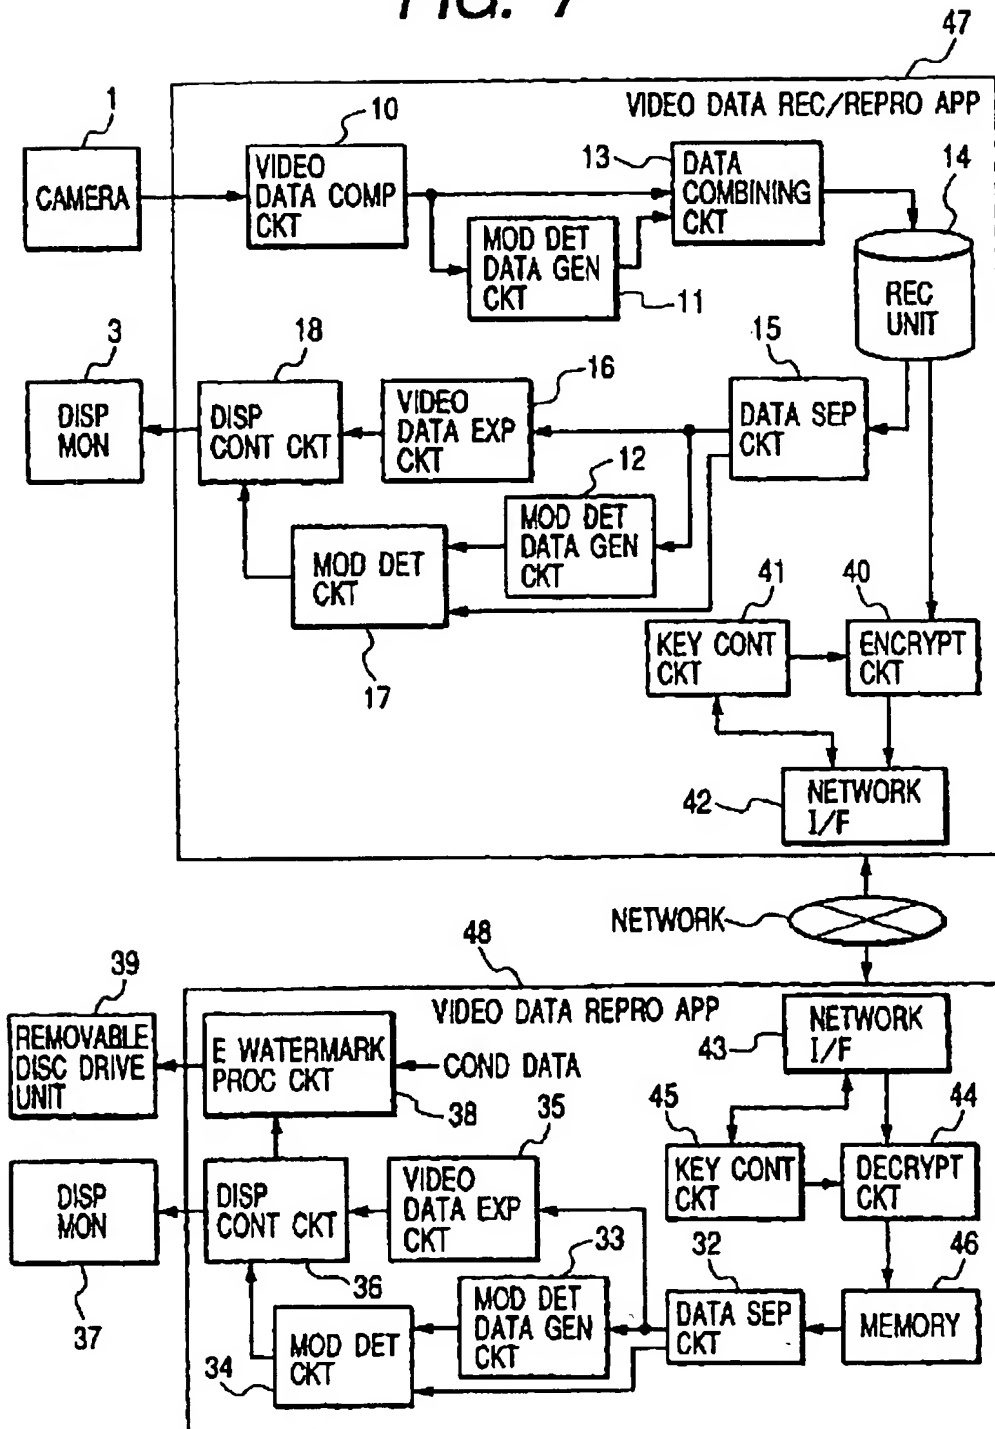 FIG. 7
47
VIDEO DATA REC/REPRO APP
1
CAMERA
10
VIDEO
DATA COMP
CKT
13
DATA
COMBINING
CKT
14
REC
UNIT
MOD DET
DATA GEN
CKT
11
3
DISP
MON
18
DISP
CONT CKT
VIDEO
DATA EXP
CKT
16
15
DATA SEP
CKT
12
MOD DET
DATA GEN
CKT
MOD DET
CKT
17
41
KEY CONT
CKT
40
ENCRYPT
CKT
42
NETWORK
I/F
NETWORK
48
VIDEO DATA REPRO APP
39
REMOVABLE
DISC DRIVE
UNIT
E WATERMARK
PROC CKT
38
COND DATA
43
NETWORK
I/F
45
KEY CONT
CKT
44
DECRYPT
CKT
DISP
MON
37
DISP
CONT CKT
36
35
VIDEO
DATA EXP
CKT
33
MOD DET
DATA GEN
CKT
32
DATA SEP
CKT
46
MEMORY
34
MOD DET
CKT